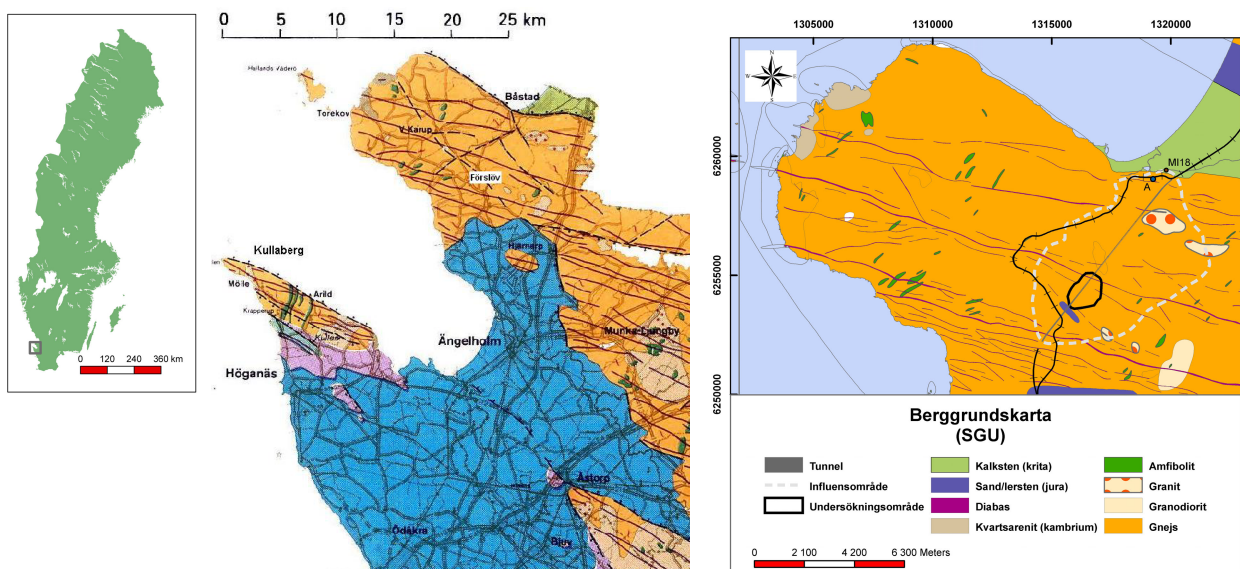 0 120 240 360 km
0 5 10 15 20 25 km
Hallands Väderö
Torekov
Båstad
V Karup
Förslöv
Hjärnarp
Kullaberg
Mölle
Arild
Krapperup
Kullen
Höganäs
Ängelholm
Munka-Ljungby
Åstorp
Ödåkra
Bjuv
1305000 1310000 1315000 1320000
6260000
6255000
6250000
N
W E
S
MI18
A
Berggrundskarta
(SGU)
Tunnel
Influensområde
Undersökningsområde
Kalksten (krita)
Sand/lersten (jura)
Diabas
Kvartsarenit (kambrium)
Amfibolit
Granit
Granodiorit
Gnejs
0 2 100 4 200 6 300 Meters